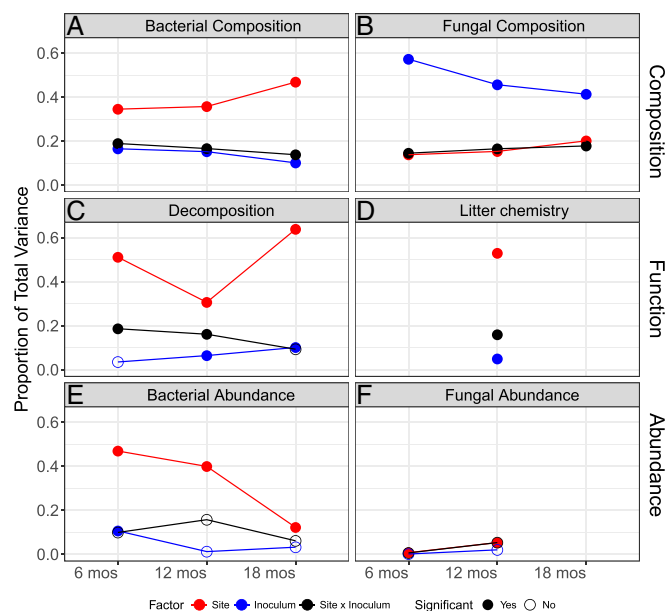 A Bacterial Composition
B Fungal Composition
Composition
0.6
0.4
0.2
0.0
C Decomposition
D Litter chemistry
Function
0.6
0.4
0.2
0.0
Proportion of Total Variance
E Bacterial Abundance
F Fungal Abundance
Abundance
0.4
0.2
0.0
6 mos 12 mos 18 mos 6 mos 12 mos 18 mos
Factor Site Inoculum Site x Inoculum Significant Yes No